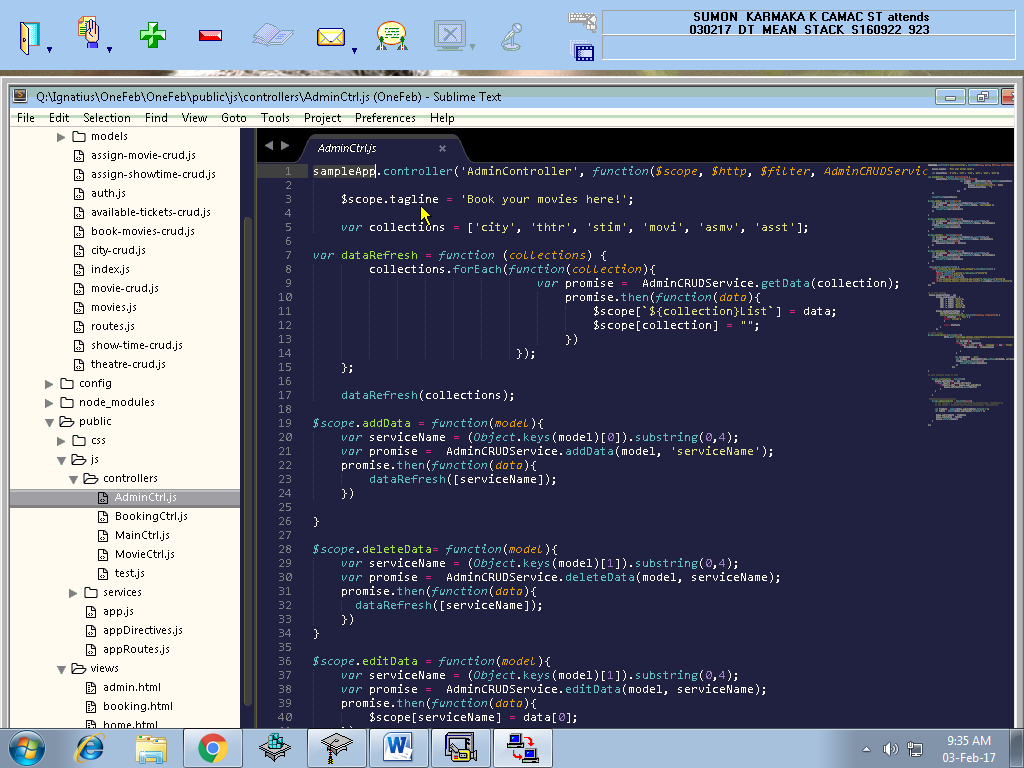 SUMON KARMAKA K CAMAC ST attends
030217 DT MEAN STACK S160922 923
Q:\Ignatius\OneFeb\OneFeb\public\js\controllers\AdminCtrl.js (OneFeb) - Sublime Text
File Edit Selection Find View Goto Tools Project Preferences Help
models
assign-movie-crud.js
assign-showtime-crud.js
auth.js
available-tickets-crud.js
book-movies-crud.js
city-crud.js
index.js
movie-crud.js
movies.js
routes.js
show-time-crud.js
theatre-crud.js
config
node_modules
public
css
js
controllers
AdminCtrl.js
BookingCtrl.js
MainCtrl.js
MovieCtrl.js
test.js
services
app.js
appDirectives.js
appRoutes.js
views
admin.html
booking.html
home.html
AdminCtrl.js
1 sampleApp.controller('AdminController', function($scope, $http, $filter, AdminCRUDServic
2
3 $scope.tagline = 'Book your movies here!';
4
5 var collections = ['city', 'thtr', 'stim', 'movi', 'asmv', 'asst'];
6
7 var dataRefresh = function (collections) {
8 collections.forEach(function(collection){
9 var promise = AdminCRUDService.getData(collection);
10 promise.then(function(data){
11 $scope[`${collection}List`] = data;
12 $scope[collection] = "";
13 })
14 });
15 };
16
17 dataRefresh(collections);
18
19 $scope.addData = function(model){
20 var serviceName = (Object.keys(model)[0]).substring(0,4);
21 var promise = AdminCRUDService.addData(model, 'serviceName');
22 promise.then(function(data){
23 dataRefresh([serviceName]);
24 })
25
26 }
27
28 $scope.deleteData= function(model){
29 var serviceName = (Object.keys(model)[1]).substring(0,4);
30 var promise = AdminCRUDService.deleteData(model, serviceName);
31 promise.then(function(data){
32 dataRefresh([serviceName]);
33 })
34 }
35
36 $scope.editData = function(model){
37 var serviceName = (Object.keys(model)[1]).substring(0,4);
38 var promise = AdminCRUDService.editData(model, serviceName);
39 promise.then(function(data){
40 $scope[serviceName] = data[0];
9:35 AM
03-Feb-17